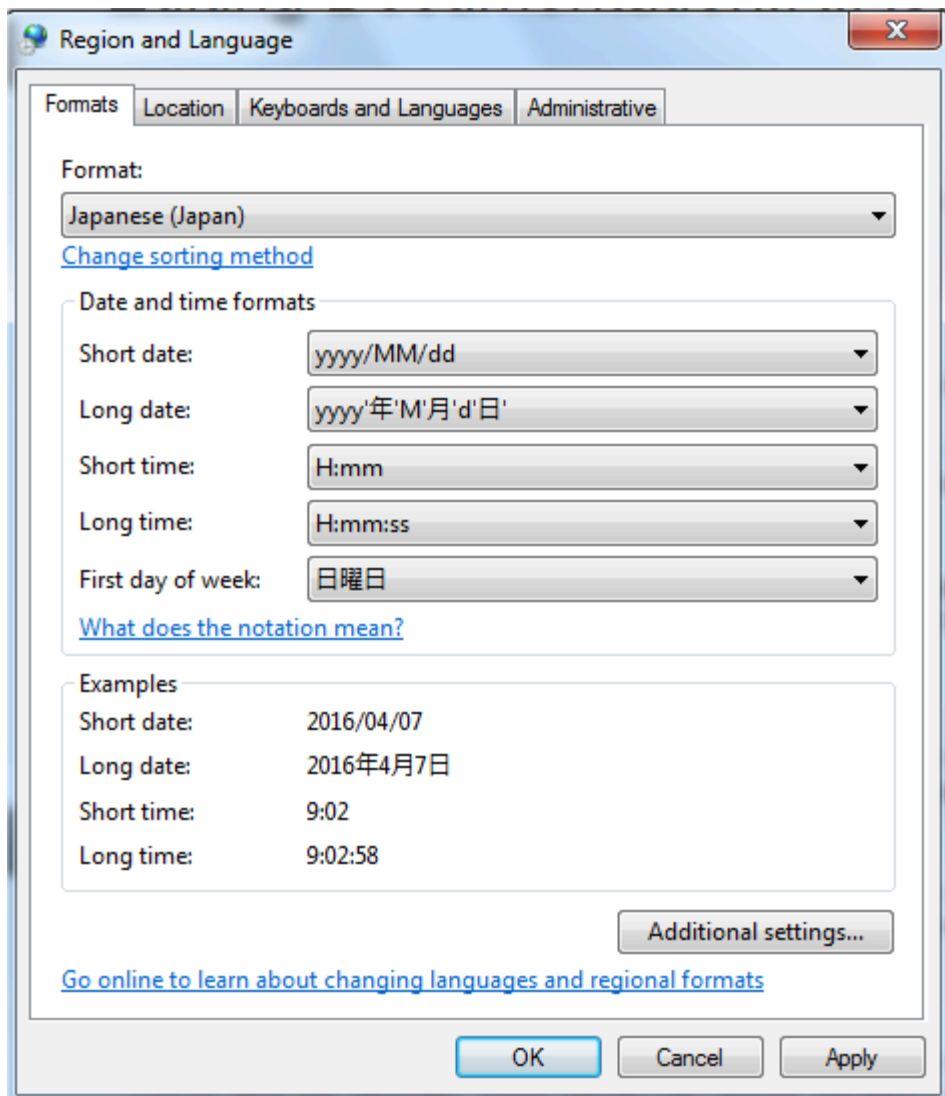 Region and Language
Formats Location Keyboards and Languages Administrative
Format:
Japanese (Japan)
Change sorting method
Date and time formats
Short date: yyyy/MM/dd
Long date: yyyy'年'M'月'd'日'
Short time: H:mm
Long time: H:mm:ss
First day of week: 日曜日
What does the notation mean?
Examples
Short date: 2016/04/07
Long date: 2016年4月7日
Short time: 9:02
Long time: 9:02:58
Additional settings...
Go online to learn about changing languages and regional formats
OK Cancel Apply